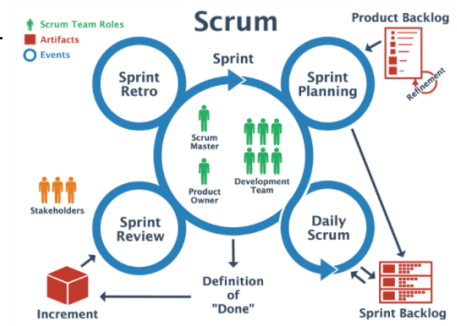 Scrum
Scrum Team Roles
Artifacts
Events
Product Backlog
Refinement
Sprint
Sprint
Retro
Sprint
Planning
Scrum
Master
Product
Owner
Development
Team
Stakeholders
Sprint
Review
Daily
Scrum
Definition
of
"Done"
Increment
Sprint Backlog